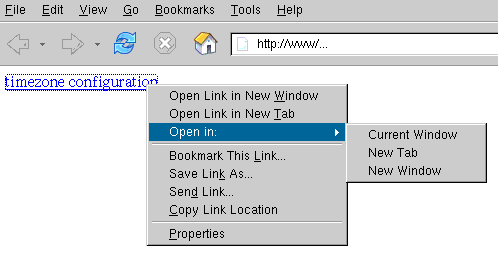 File Edit View Go Bookmarks Tools Help
http://www/...
timezone configuration
Open Link in New Window
Open Link in New Tab
Open in:
Current Window
New Tab
New Window
Bookmark This Link...
Save Link As...
Send Link...
Copy Link Location
Properties